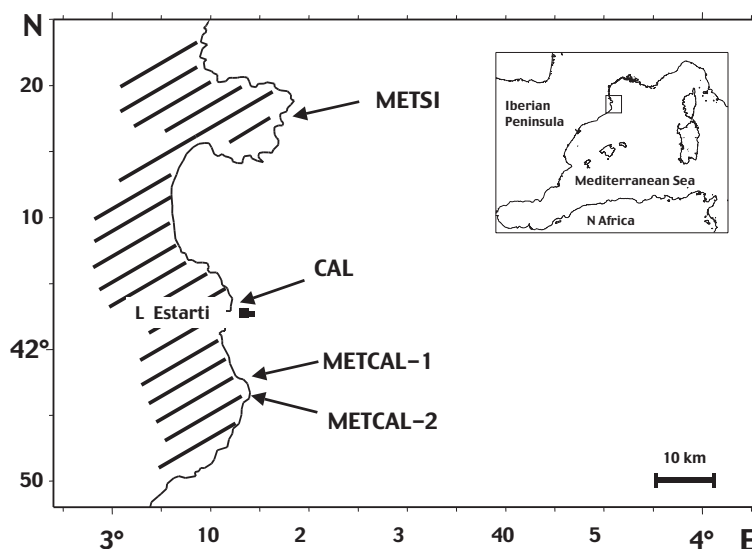 N
20
METSI
Iberian
Peninsula
Mediterranean Sea
N Africa
10
CAL
L Estarti
42°
METCAL-1
METCAL-2
10 km
50
3° 10 2 3 40 5 4° E